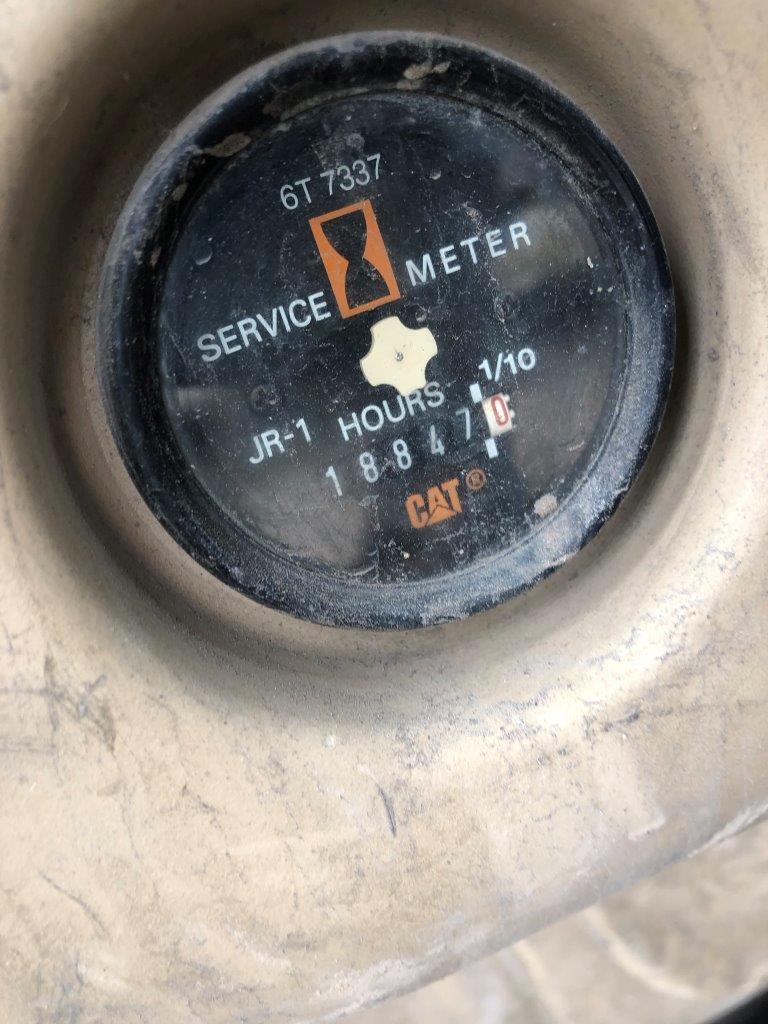 6T 7337
SERVICE METER
JR-1 HOURS 1/10
188470
CAT®